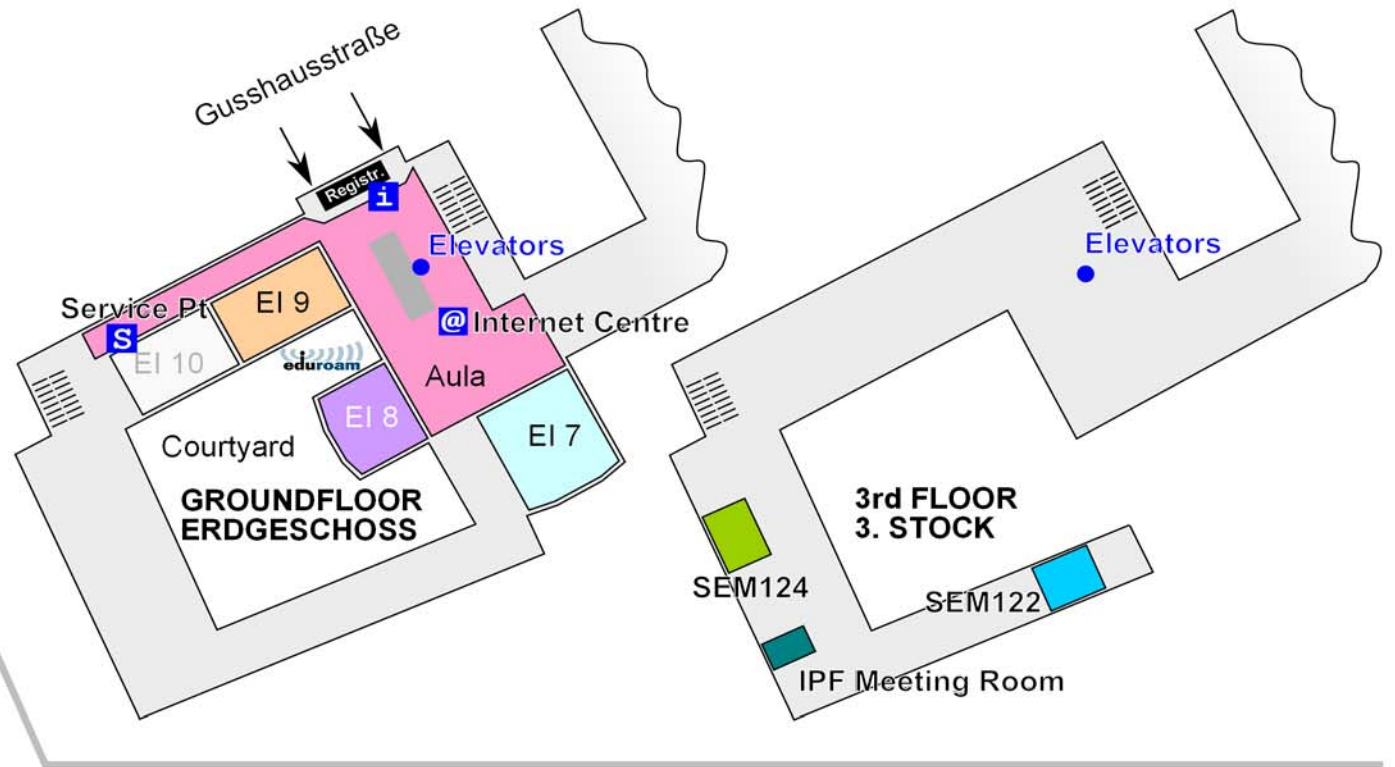 Gusshausstraße
Registr.
i
Elevators
Service Pt
S
EI 9
EI 10
@ Internet Centre
eduroam
Aula
EI 8
EI 7
Courtyard
GROUNDFLOOR
ERDGESCHOSS
Elevators
3rd FLOOR
3. STOCK
SEM124
SEM122
IPF Meeting Room